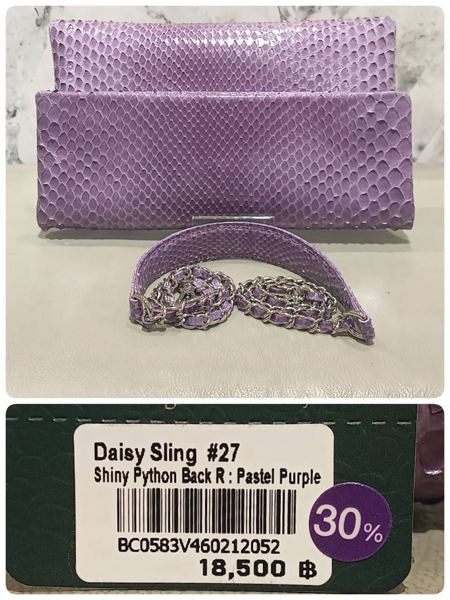 Daisy Sling #27
Shiny Python Back R : Pastel Purple
BC0583V460212052
18,500 ฿
30%